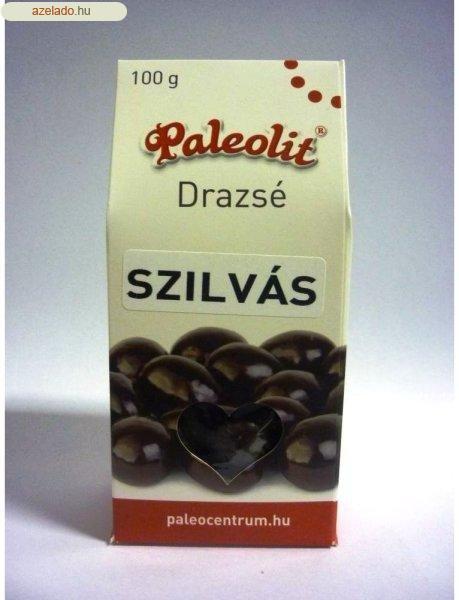 azelado.hu
100 g
Paleolit®
Drazsé
SZILVÁS
paleocentrum.hu